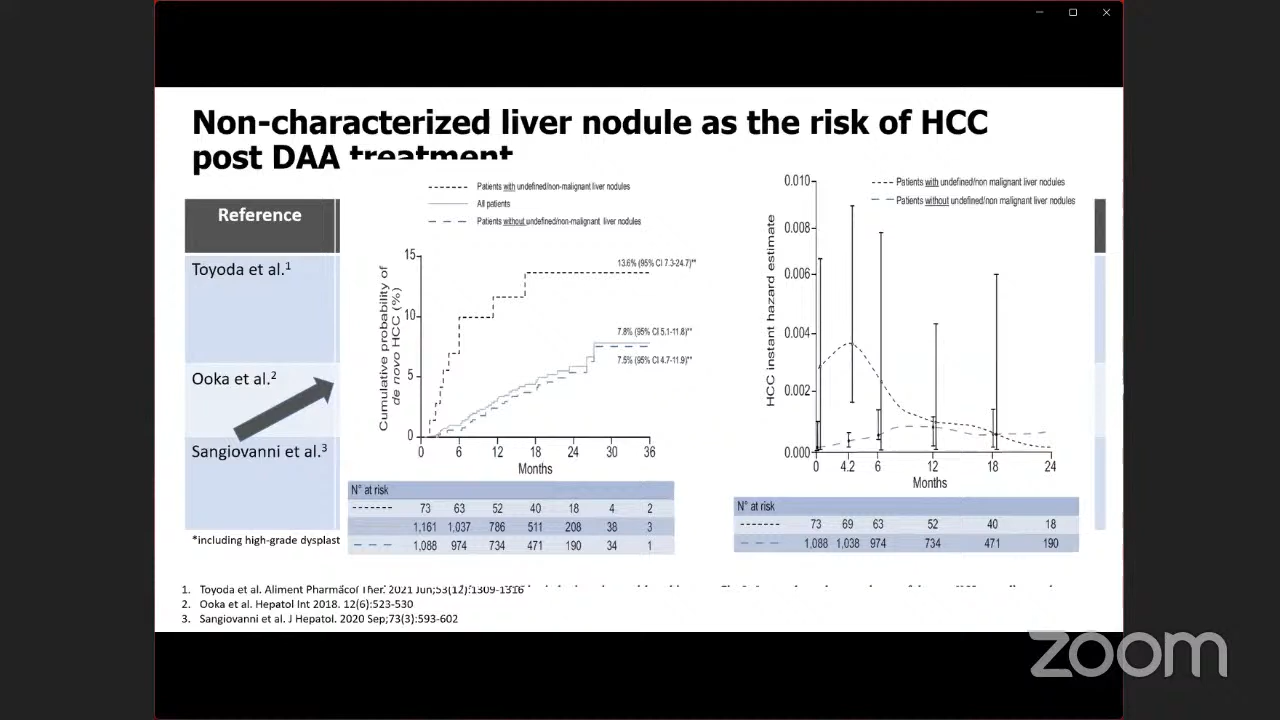 Non-characterized liver nodule as the risk of HCC
post DAA treatment
Reference
Toyoda et al.1
Ooka et al.2
Sangiovanni et al.3
*including high-grade dysplast
Patients with undefined/non-malignant liver nodules
All patients
Patients without undefined/non-malignant liver nodules
Cumulative probability of
de novo HCC (%)
15
10
5
0
13.6% (95% CI 7.3-24.7)**
7.8% (95% CI 5.1-11.8)**
7.5% (95% CI 4.7-11.9)**
0 6 12 18 24 30 36
Months
N° at risk
73 63 52 40 18 4 2
1,161 1,037 786 511 208 38 3
1,088 974 734 471 190 34 1
Patients with undefined/non malignant liver nodules
Patients without undefined/non malignant liver nodules
HCC instant hazard estimate
0.010
0.008
0.006
0.004
0.002
0.000
0 4.2 6 12 18 24
Months
N° at risk
73 69 63 52 40 18
1,088 1,038 974 734 471 190
1. Toyoda et al. Aliment Pharmacol Ther. 2021 Jun;53(12):1309-1316
2. Ooka et al. Hepatol Int 2018. 12(6):523-530
3. Sangiovanni et al. J Hepatol. 2020 Sep;73(3):593-602
zoom